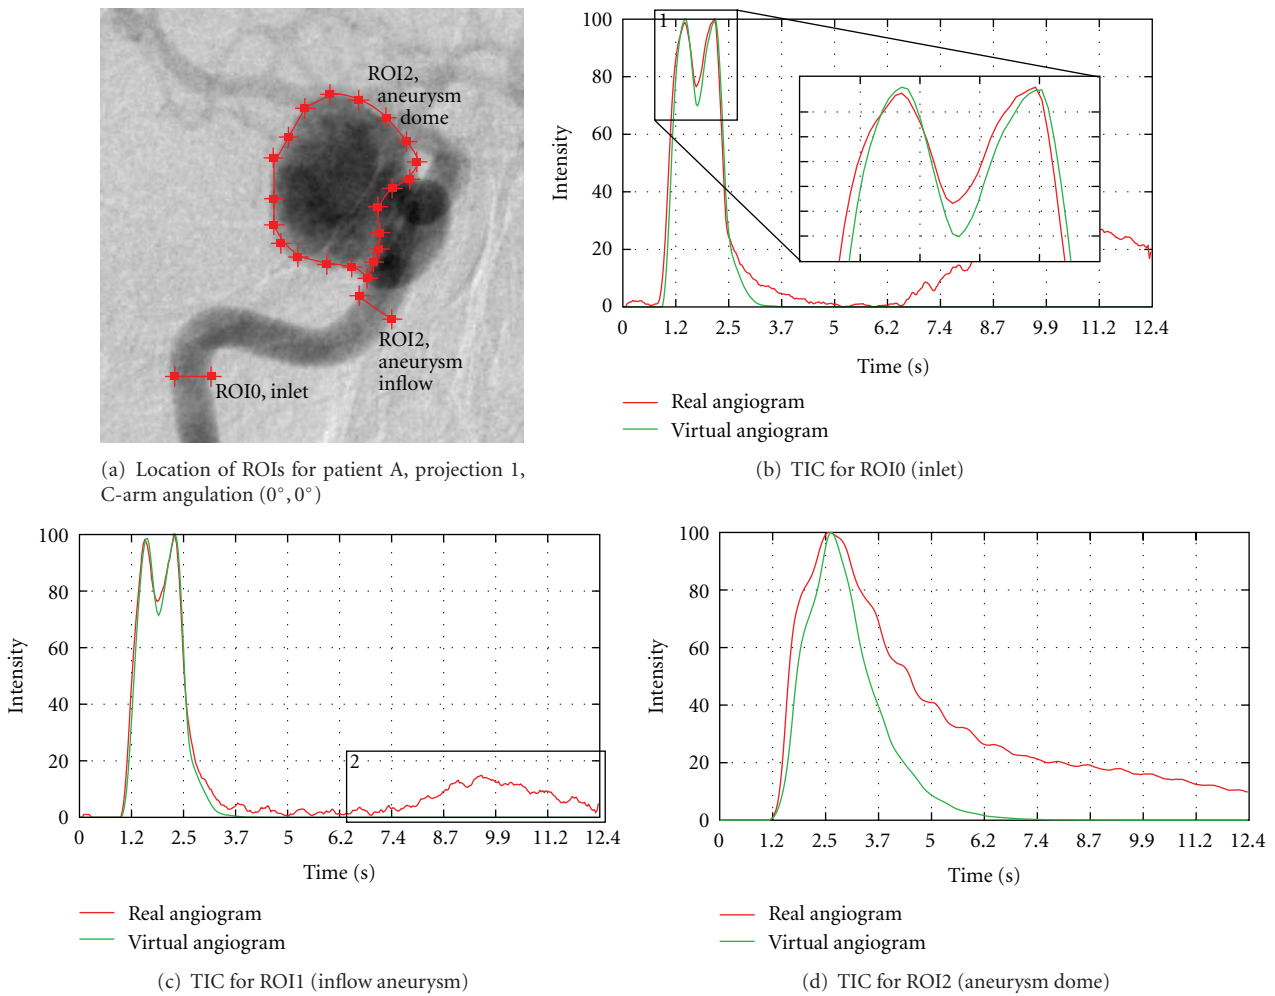 ROI2,
aneurysm
dome
ROI2,
aneurysm
inflow
ROI0, inlet
(a) Location of ROIs for patient A, projection 1,
C-arm angulation (0°, 0°)
100
80
60
40
20
0
Intensity
1
0 1.2 2.5 3.7 5 6.2 7.4 8.7 9.9 11.2 12.4
Time (s)
Real angiogram
Virtual angiogram
(b) TIC for ROI0 (inlet)
100
80
60
40
20
0
Intensity
2
0 1.2 2.5 3.7 5 6.2 7.4 8.7 9.9 11.2 12.4
Time (s)
Real angiogram
Virtual angiogram
(c) TIC for ROI1 (inflow aneurysm)
100
80
60
40
20
0
Intensity
0 1.2 2.5 3.7 5 6.2 7.4 8.7 9.9 11.2 12.4
Time (s)
Real angiogram
Virtual angiogram
(d) TIC for ROI2 (aneurysm dome)